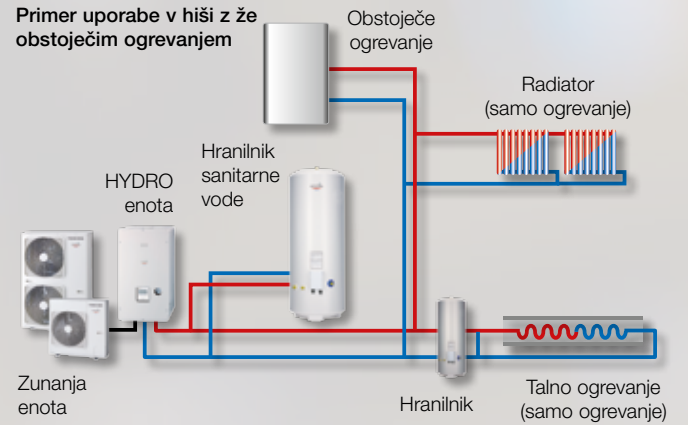 Primer uporabe v hiši z že
obstoječim ogrevanjem
Obstoječe
ogrevanje
Radiator
(samo ogrevanje)
Hranilnik
sanitarne
vode
HYDRO
enota
Zunanja
enota
Hranilnik
Talno ogrevanje
(samo ogrevanje)